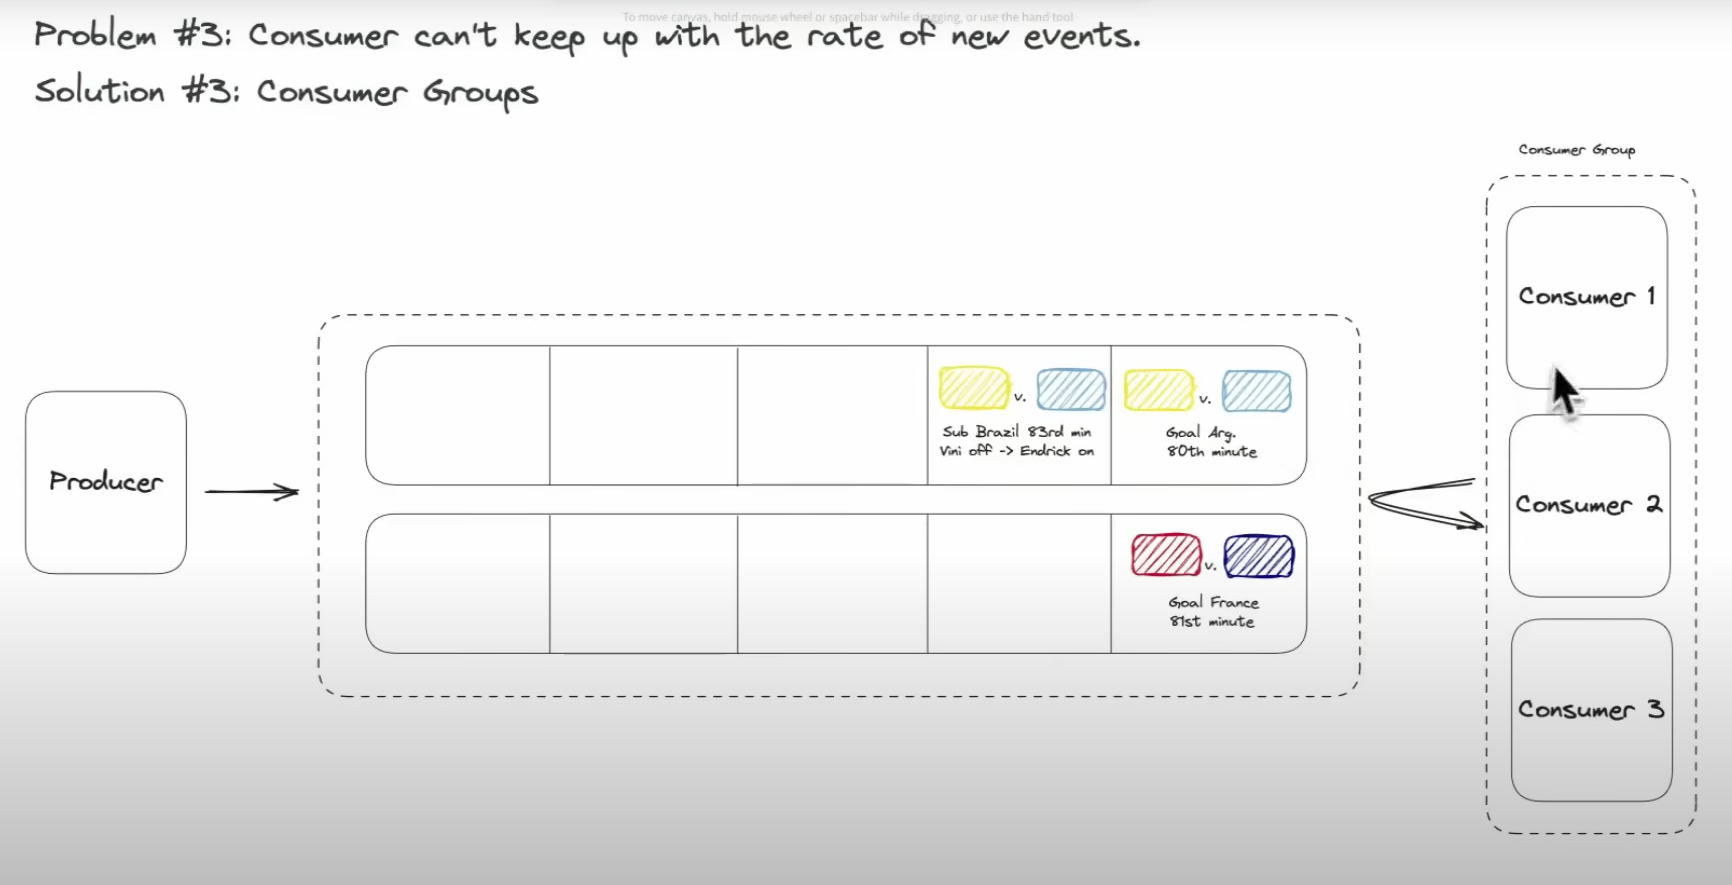 To move canvas, hold mouse wheel or spacebar while dragging, or use the hand tool
Problem #3: Consumer can't keep up with the rate of new events.
Solution #3: Consumer Groups
Consumer Group
Consumer 1
v.
v.
Sub Brazil 83rd min
Vini off -> Endrick on
Goal Arg.
80th minute
Producer
Consumer 2
v.
Goal France
81st minute
Consumer 3